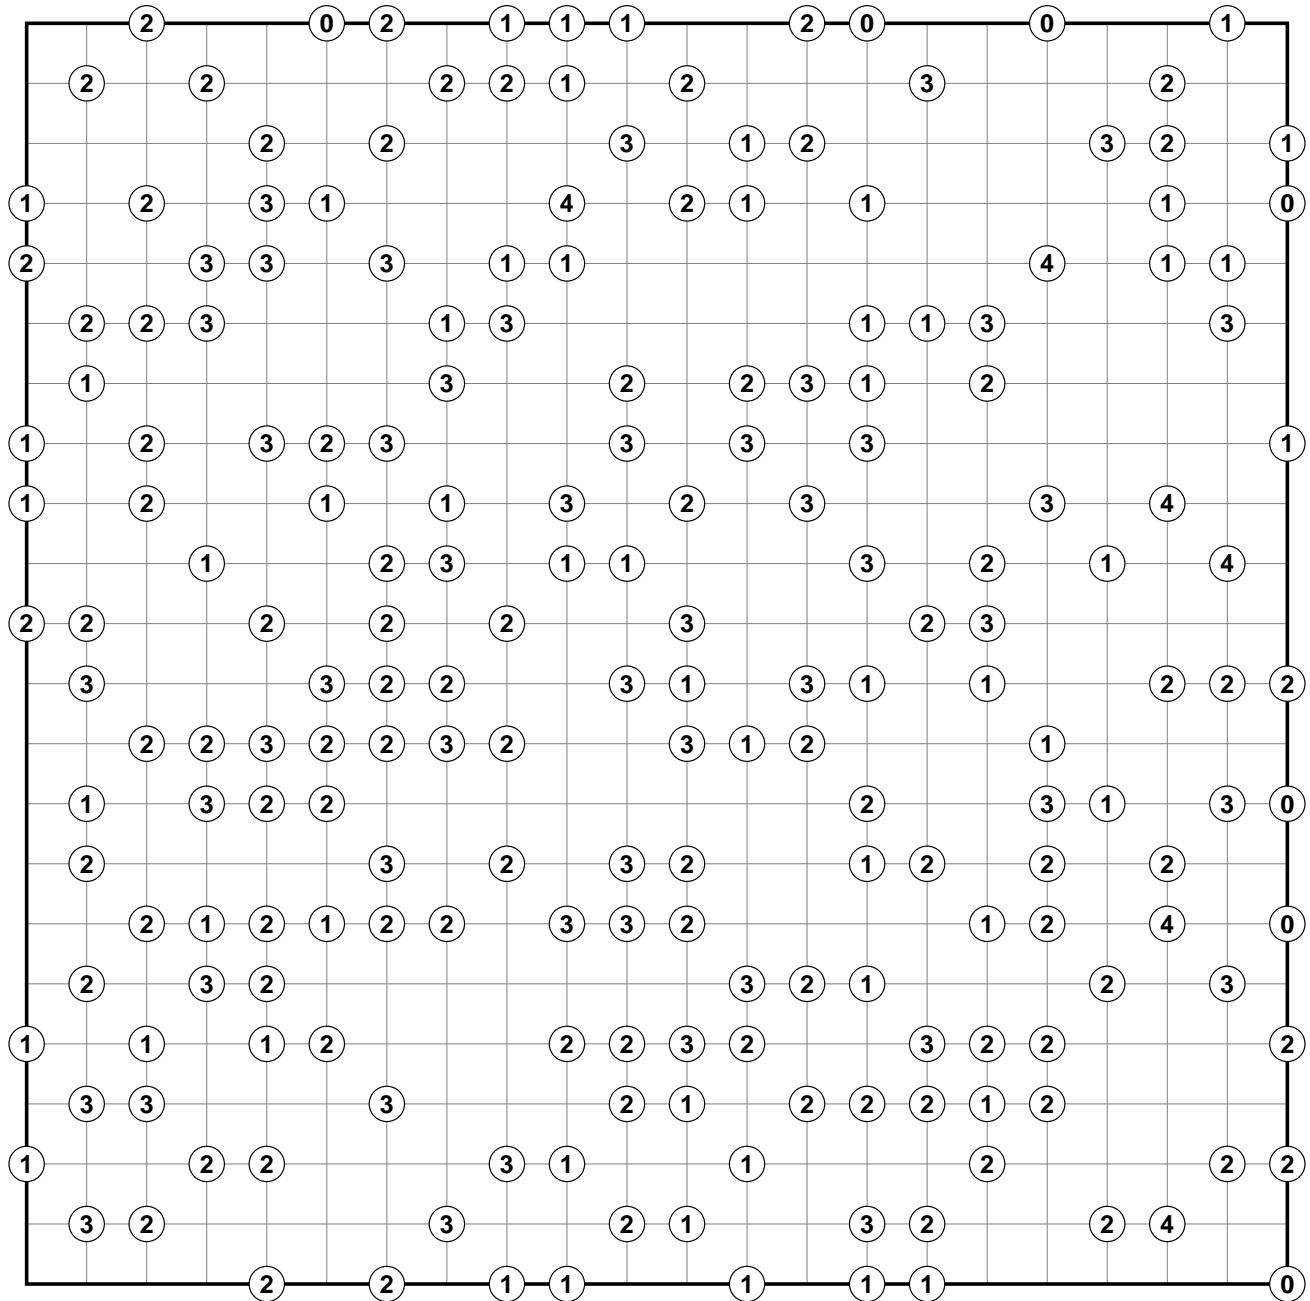 2 0 2 1 1 1 2 0 0 1
2 2 2 2 1 2 3 2
2 2 3 1 2 3 2 1
1 2 3 1 4 2 1 1 1 0
2 3 3 3 1 1 4 1 1
2 2 3 1 3 1 1 3 3
1 3 2 2 3 1 2
1 2 3 2 3 3 3 3 1
1 2 1 1 3 2 3 3 4
1 2 3 1 1 3 2 1 4
2 2 2 2 2 3 2 3
3 3 2 2 3 1 3 1 1 2 2 2
2 2 3 2 2 3 2 3 1 2 1
1 3 2 2 2 3 1 3 0
2 3 2 3 2 1 2 2 2
2 1 2 1 2 2 3 3 2 1 2 4 0
2 3 2 3 2 1 2 3
1 1 1 2 2 2 3 2 3 2 2 2
3 3 3 2 1 2 2 2 1 2
1 2 2 3 1 1 2 2 2
3 2 3 2 1 3 2 2 4
2 2 1 1 1 1 1 0